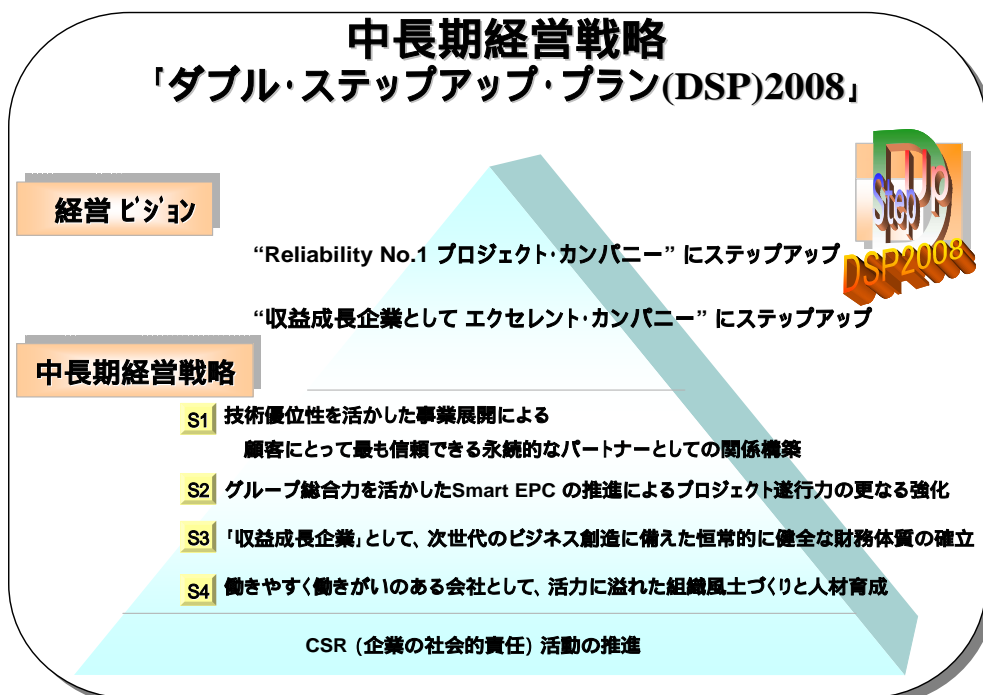 中長期経営戦略
「ダブル・ステップアップ・プラン(DSP)2008」
経営ビジョン
“Reliability No.1 プロジェクト・カンパニー” にステップアップ
“収益成長企業として エクセレント・カンパニー” にステップアップ
D Up
Step
DSP2008
中長期経営戦略
S1 技術優位性を活かした事業展開による
顧客にとって最も信頼できる永続的なパートナーとしての関係構築
S2 グループ総合力を活かしたSmart EPC の推進によるプロジェクト遂行力の更なる強化
S3 「収益成長企業」として、次世代のビジネス創造に備えた恒常的に健全な財務体質の確立
S4 働きやすく働きがいのある会社として、活力に溢れた組織風土づくりと人材育成
CSR (企業の社会的責任) 活動の推進